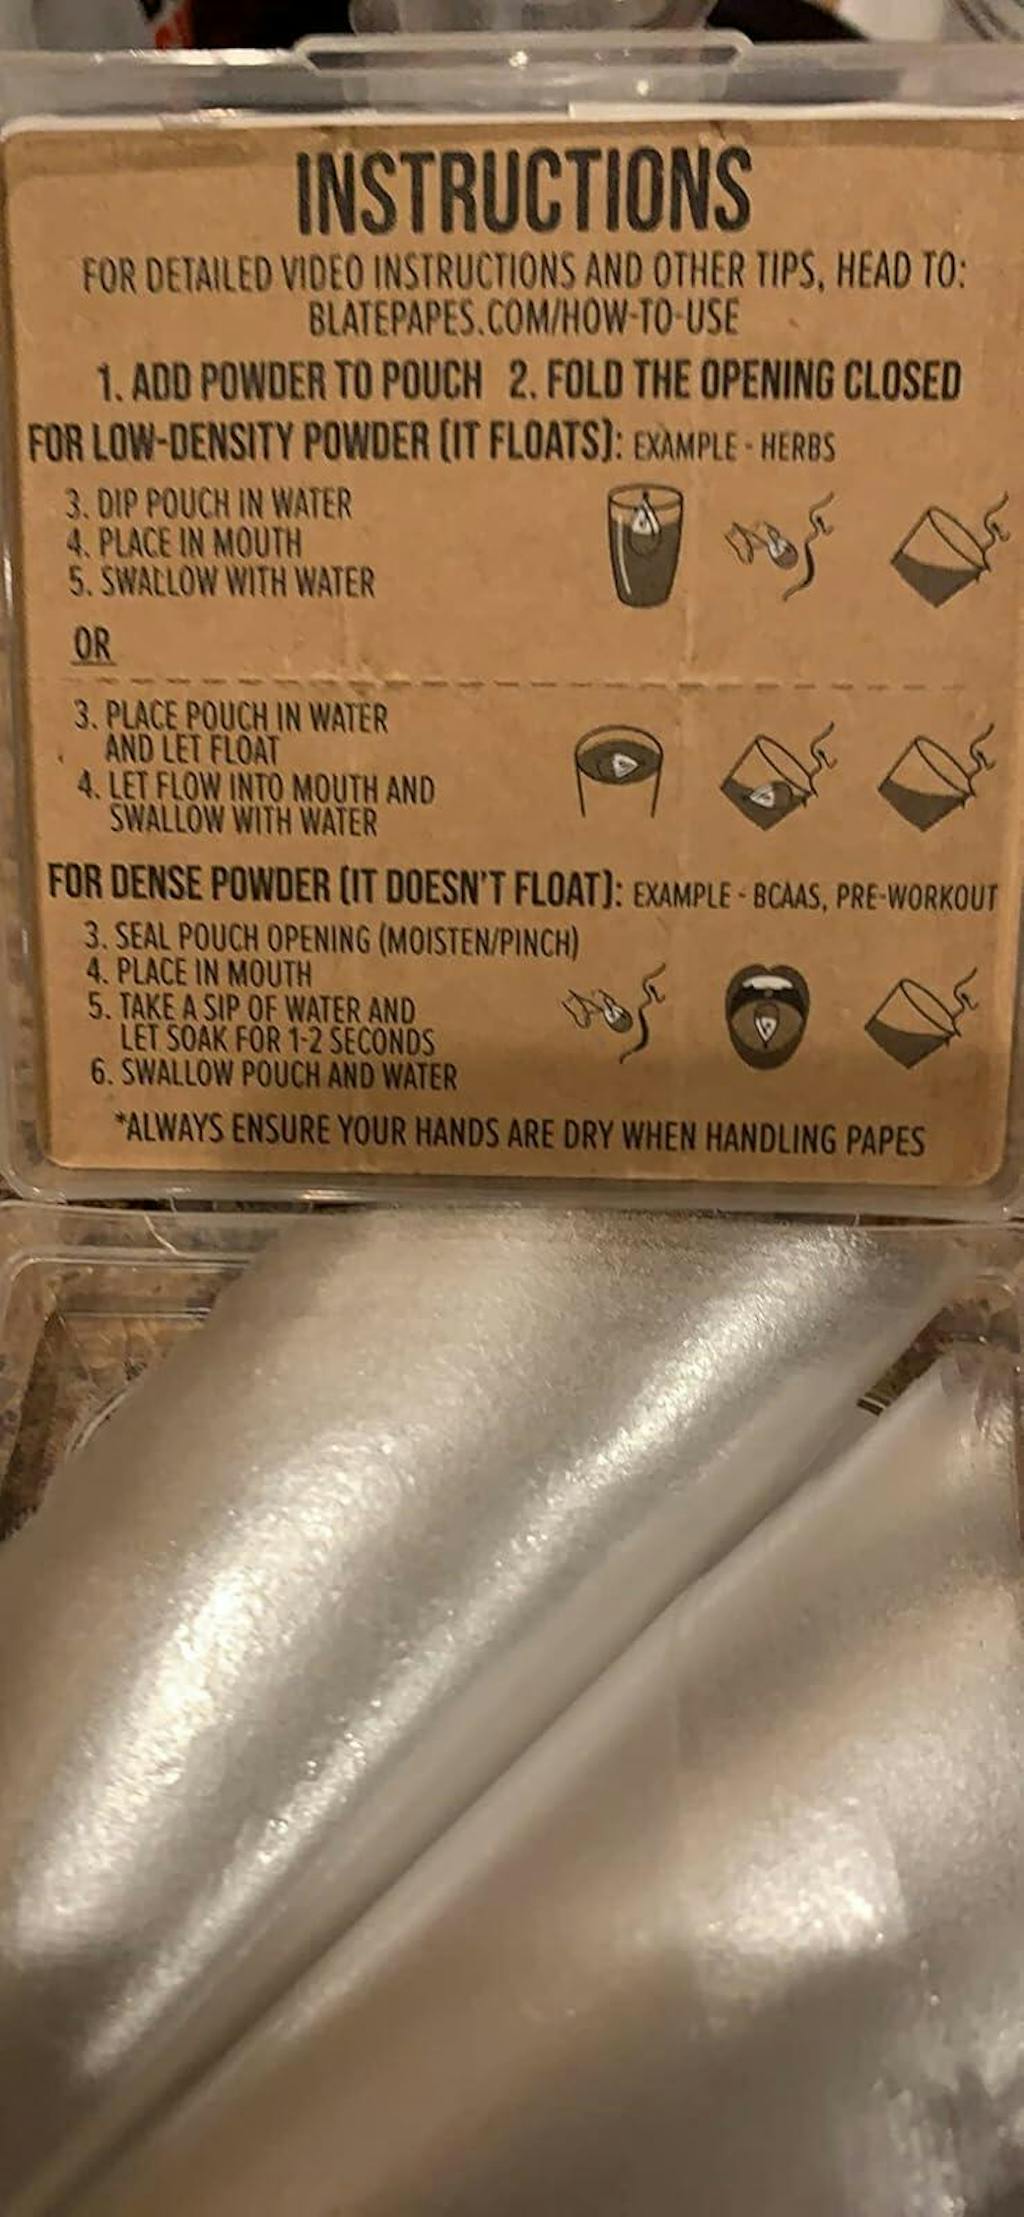 INSTRUCTIONS
FOR DETAILED VIDEO INSTRUCTIONS AND OTHER TIPS, HEAD TO:
BLATEPAPES.COM/HOW-TO-USE
1. ADD POWDER TO POUCH 2. FOLD THE OPENING CLOSED
FOR LOW-DENSITY POWDER (IT FLOATS): EXAMPLE - HERBS
3. DIP POUCH IN WATER
4. PLACE IN MOUTH
5. SWALLOW WITH WATER
OR
3. PLACE POUCH IN WATER
AND LET FLOAT
4. LET FLOW INTO MOUTH AND
SWALLOW WITH WATER
FOR DENSE POWDER (IT DOESN'T FLOAT): EXAMPLE - BCAAS, PRE-WORKOUT
3. SEAL POUCH OPENING (MOISTEN/PINCH)
4. PLACE IN MOUTH
5. TAKE A SIP OF WATER AND
LET SOAK FOR 1-2 SECONDS
6. SWALLOW POUCH AND WATER
*ALWAYS ENSURE YOUR HANDS ARE DRY WHEN HANDLING PAPES